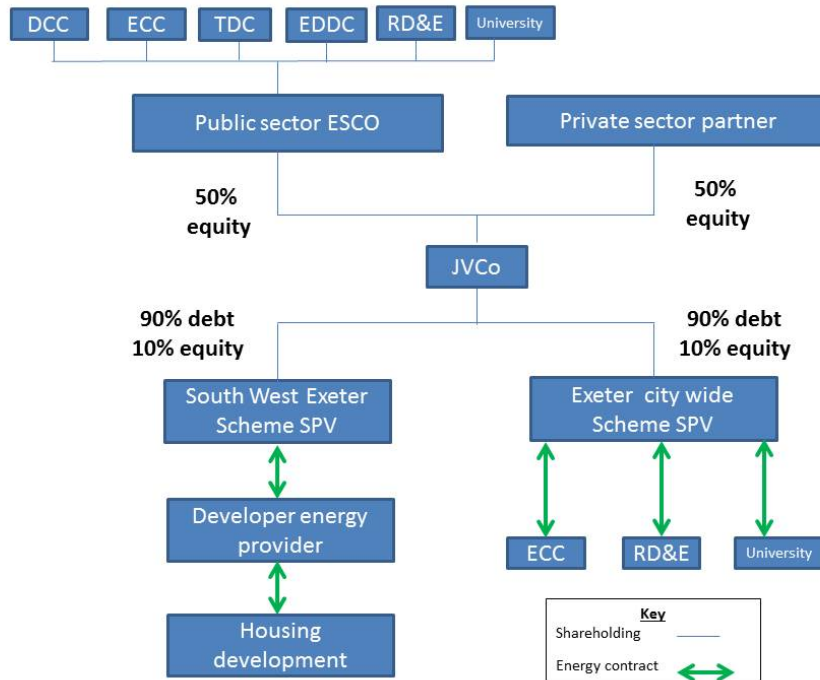 DCC
ECC
TDC
EDDC
RD&E
University
Public sector ESCO
Private sector partner
50%
equity
50%
equity
JVCo
90% debt
10% equity
90% debt
10% equity
South West Exeter
Scheme SPV
Exeter city wide
Scheme SPV
Developer energy
provider
ECC
RD&E
University
Housing
development
Key
Shareholding
Energy contract